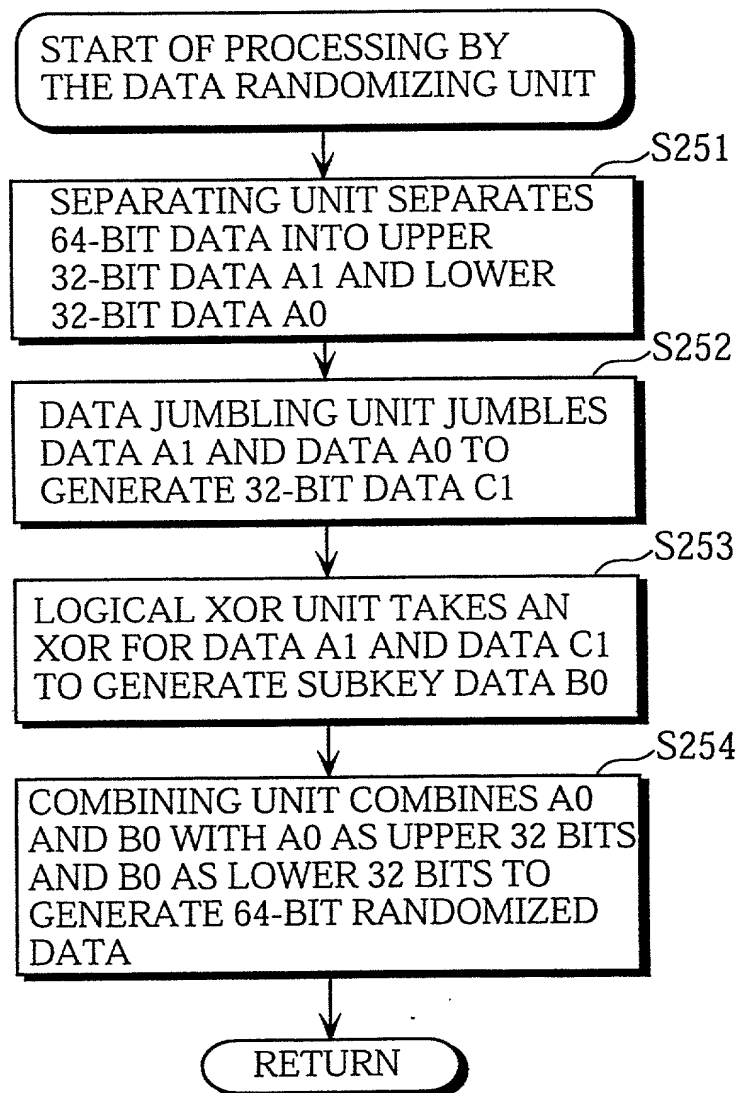 START OF PROCESSING BY
THE DATA RANDOMIZING UNIT
S251
SEPARATING UNIT SEPARATES
64-BIT DATA INTO UPPER
32-BIT DATA A1 AND LOWER
32-BIT DATA A0
S252
DATA JUMBLING UNIT JUMBLES
DATA A1 AND DATA A0 TO
GENERATE 32-BIT DATA C1
S253
LOGICAL XOR UNIT TAKES AN
XOR FOR DATA A1 AND DATA C1
TO GENERATE SUBKEY DATA B0
S254
COMBINING UNIT COMBINES A0
AND B0 WITH A0 AS UPPER 32 BITS
AND B0 AS LOWER 32 BITS TO
GENERATE 64-BIT RANDOMIZED
DATA
RETURN